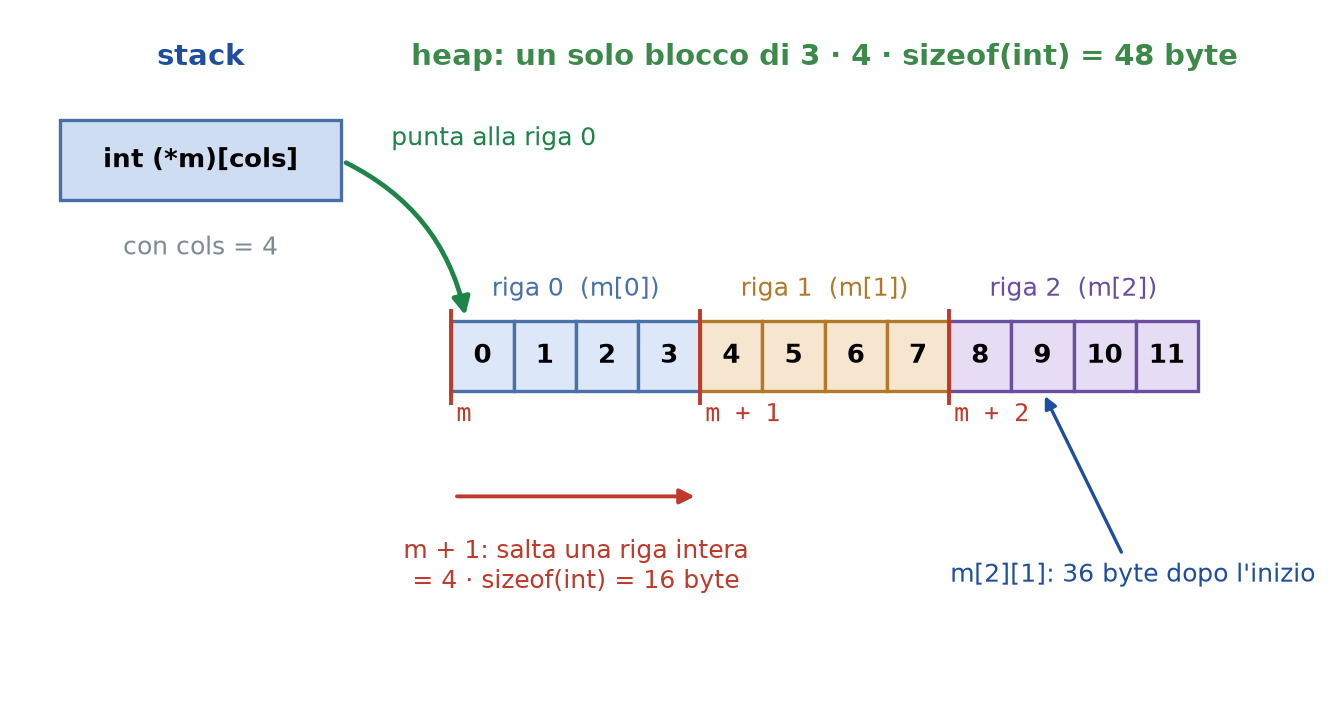 stack
heap: un solo blocco di 3 · 4 · sizeof(int) = 48 byte
punta alla riga 0
int (*m)[cols]
con cols = 4
riga 0  (m[0])
riga 1  (m[1])
riga 2  (m[2])
0 1 2 3 4 5 6 7 8 9 10 11
m
m + 1
m + 2
m + 1: salta una riga intera
= 4 · sizeof(int) = 16 byte
m[2][1]: 36 byte dopo l'inizio